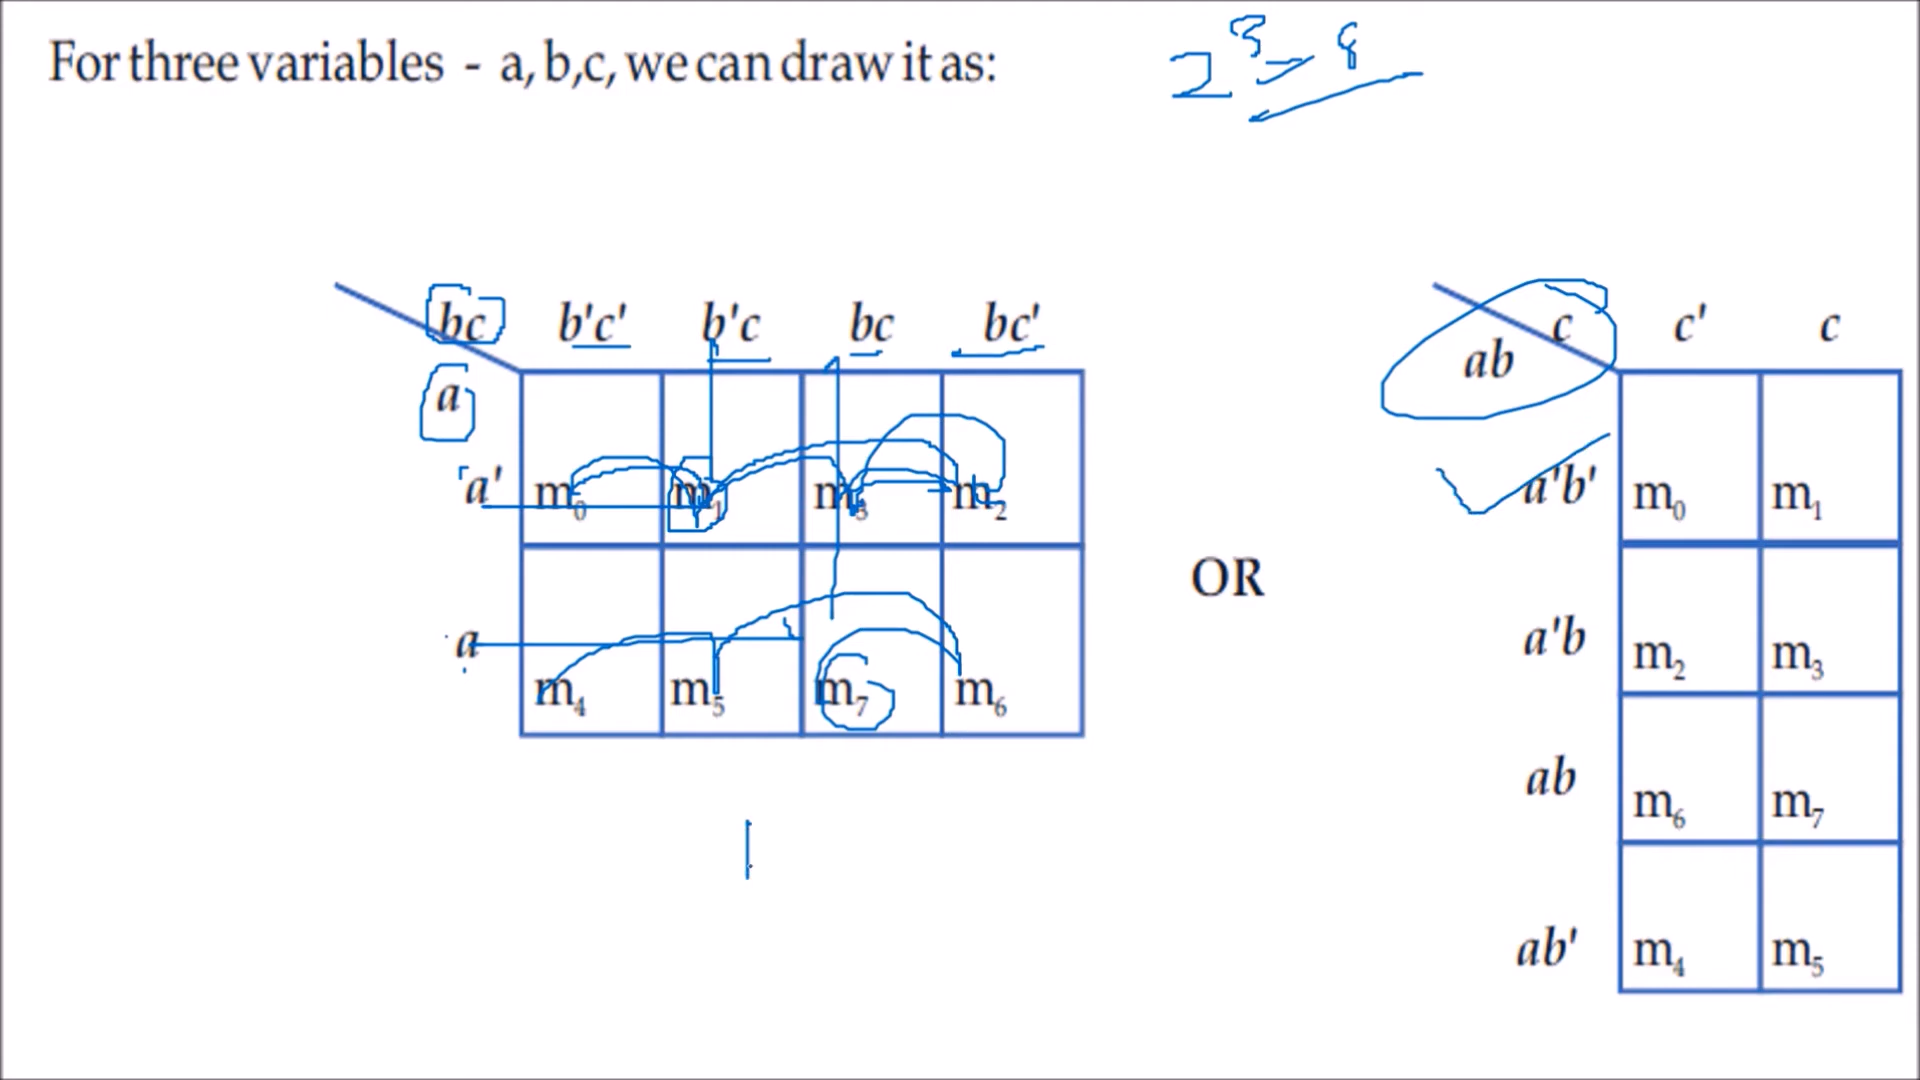 For three variables - a, b,c, we can draw it as:
2³ = 8
bc b'c' b'c bc bc'
a
a' m₀ m₁ m₃ m₂
a m₄ m₅ m₇ m₆
OR
c c' c
ab
a'b' m₀ m₁
a'b m₂ m₃
ab m₆ m₇
ab' m₄ m₅